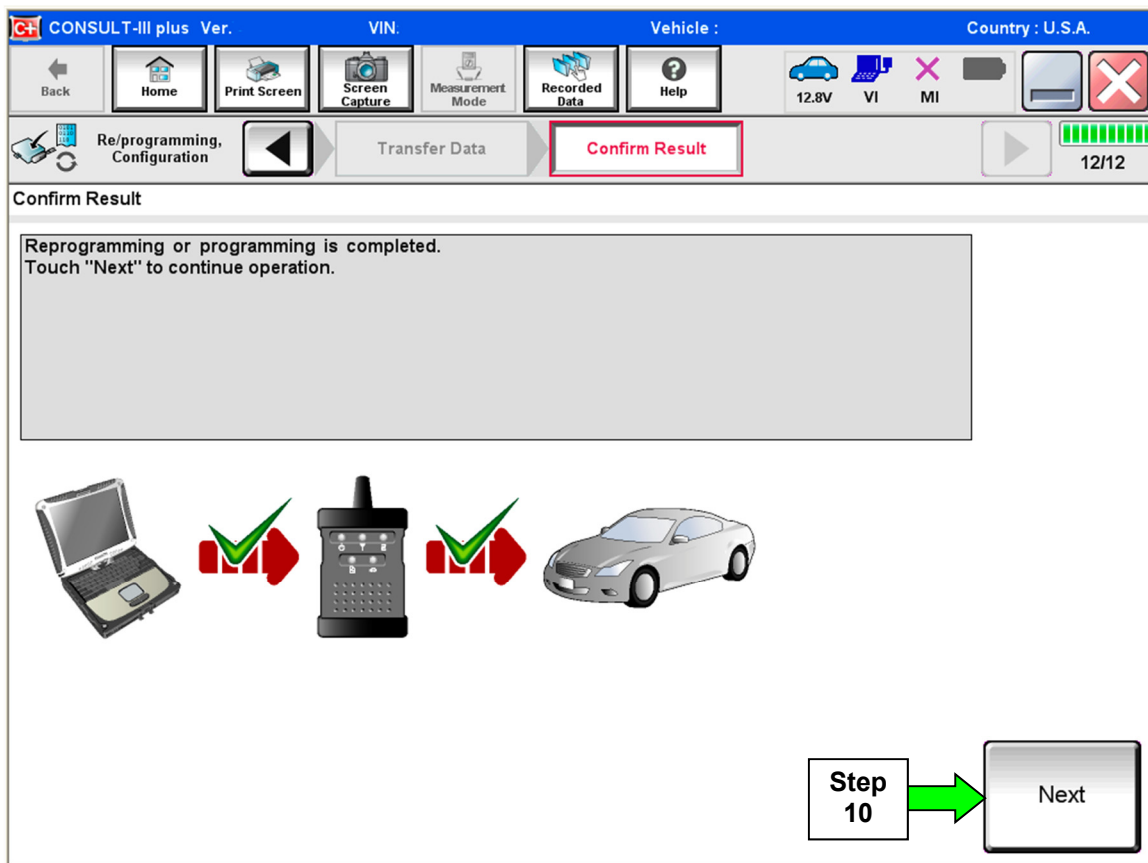 C+ CONSULT-III plus Ver. VIN: Vehicle : Country : U.S.A.
Back
Home
Print Screen
Screen
Capture
Measurement
Mode
Recorded
Data
Help
12.8V
VI
MI
Re/programming,
Configuration
Transfer Data
Confirm Result
12/12
Confirm Result
Reprogramming or programming is completed.
Touch "Next" to continue operation.
Step
10
Next